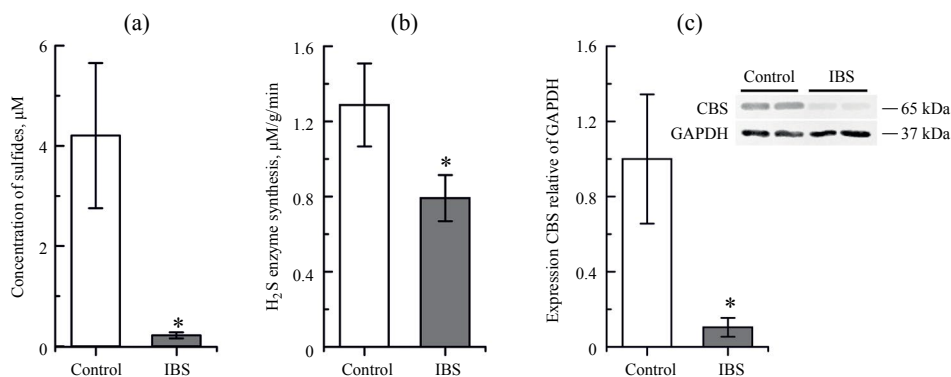 (a)
Concentration of sulfides, μM
6
4
2
0
*
Control IBS
(b)
H₂S enzyme synthesis, μM/g/min
1.6
1.2
0.8
0.4
0
*
Control IBS
(c)
Expression CBS relative of GAPDH
1.6
1.2
0.8
0.4
0
*
Control IBS
Control IBS
CBS 65 kDa
GAPDH 37 kDa